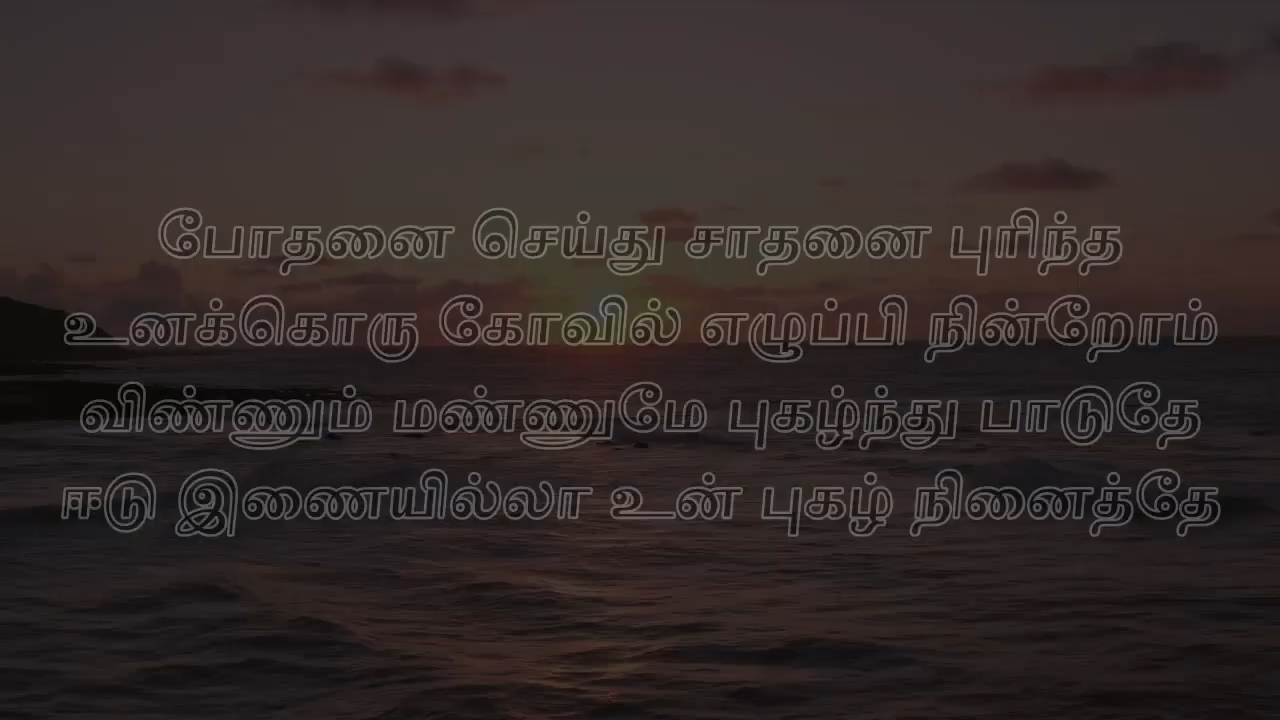 போதனை செய்து சாதனை புரிந்த
உனக்கொரு கோவில் எழுப்பி நின்றோம்
விண்ணும் மண்ணுமே புகழ்ந்து பாடுதே
ஈடு இணையில்லா உன் புகழ் நினைத்தே